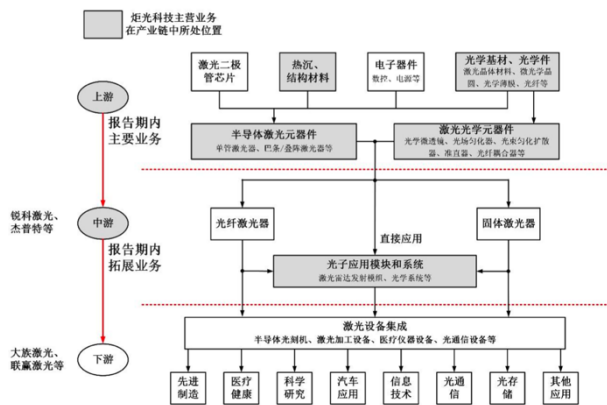 炬光科技主营业务
在产业链中所处位置
激光二极
管芯片
热沉、
结构材料
电子器件
数控、电源等
光学基材、光学件
激光晶体材料、微光学晶
圆、光学薄膜、光纤等
上游
报告期内
主要业务
半导体激光元器件
单管激光器、巴条/叠阵激光器等
激光光学元器件
光学微透镜、光场匀化器、光束匀化扩散
器、准直器、光纤耦合器等
锐科激光、
杰普特等
中游
光纤激光器
直接应用
固体激光器
报告期内
拓展业务
光子应用模块和系统
激光雷达发射模组、光学系统等
大族激光、
联赢激光等
下游
激光设备集成
半导体光刻机、激光加工设备、医疗仪器设备、光通信设备等
先进
制造
医疗
健康
科学
研究
汽车
应用
信息
技术
光通
信
光存
储
其他
应用